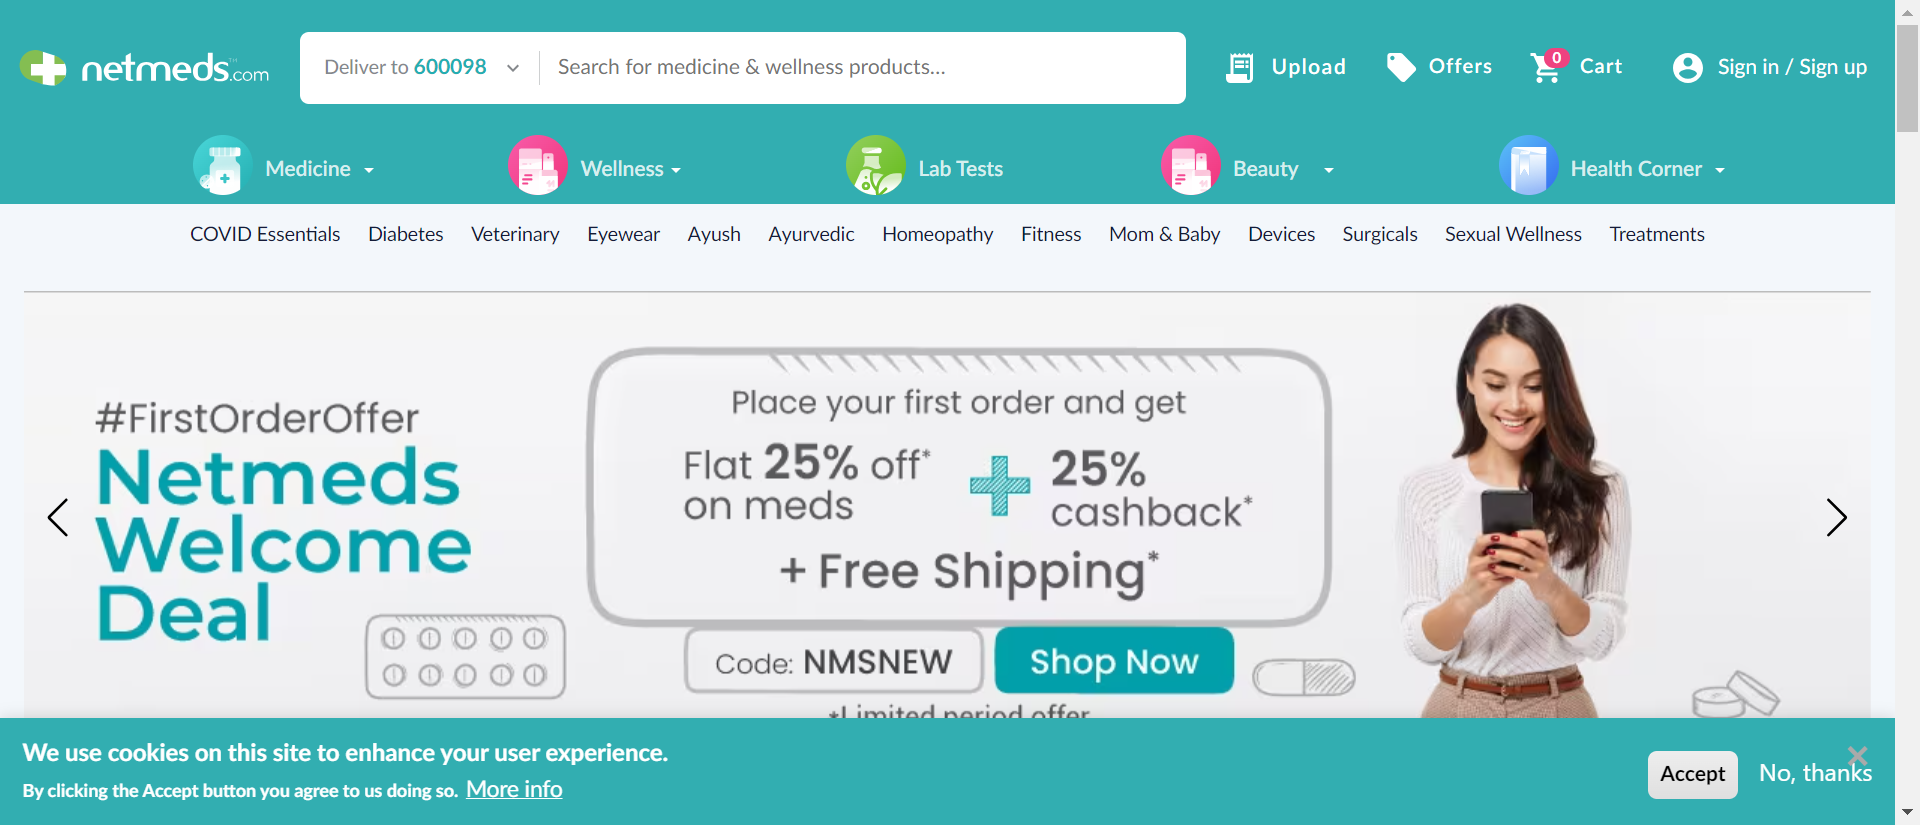 netmeds.com
Deliver to 600098
Search for medicine & wellness products...
Upload
Offers
0
Cart
Sign in / Sign up
Medicine
Wellness
Lab Tests
Beauty
Health Corner
COVID Essentials
Diabetes
Veterinary
Eyewear
Ayush
Ayurvedic
Homeopathy
Fitness
Mom & Baby
Devices
Surgicals
Sexual Wellness
Treatments
#FirstOrderOffer
Netmeds
Welcome
Deal
Place your first order and get
Flat 25% off*
on meds
25%
cashback*
+ Free Shipping*
Code: NMSNEW
Shop Now
*Limited period offer
We use cookies on this site to enhance your user experience.
By clicking the Accept button you agree to us doing so. More info
Accept
No, thanks